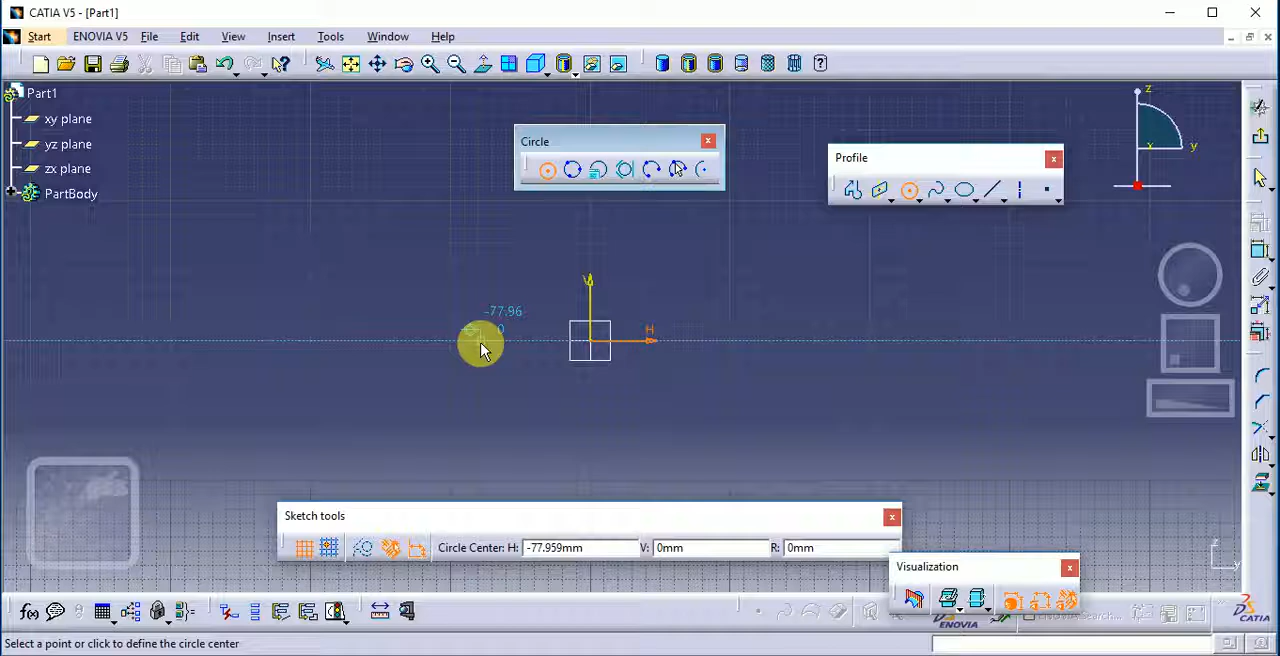 CATIA V5 - [Part1]
Start ENOVIA V5 File Edit View Insert Tools Window Help
Part1
xy plane
yz plane
zx plane
PartBody
Circle
Profile
z
x
y
V
H
-77.96
0
Sketch tools
Circle Center: H: -77.959mm V: 0mm R: 0mm
Visualization
f(x)
ENOVIA
ENOVIA Search...
CATIA
Select a point or click to define the circle center